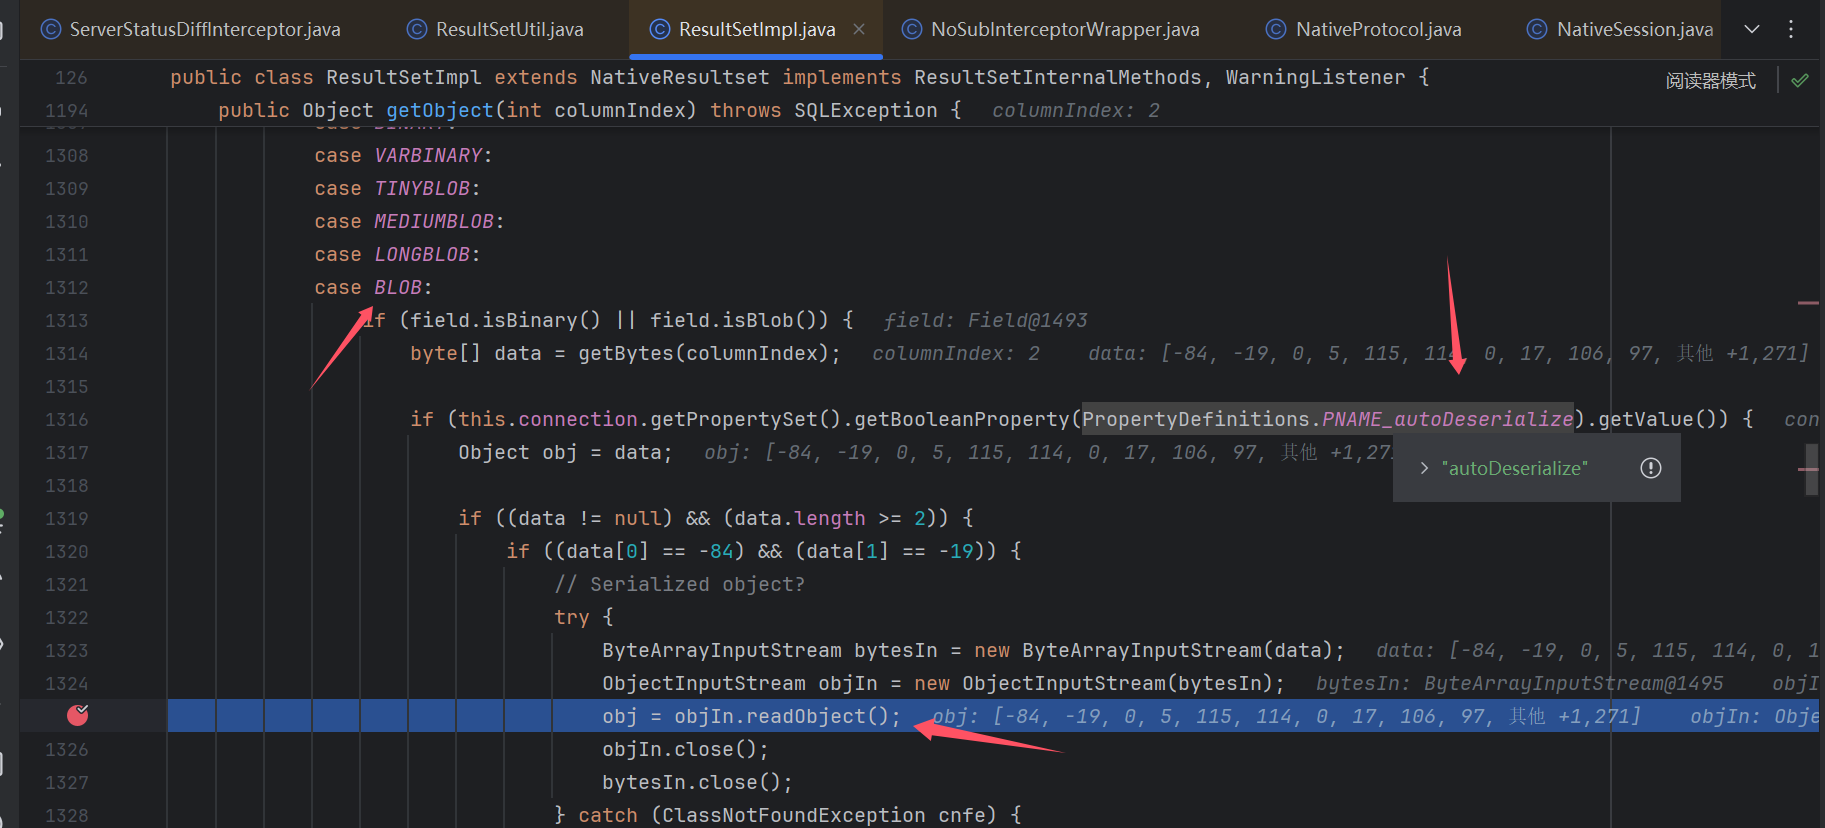 ServerStatusDiffInterceptor.java ResultSetUtil.java ResultSetImpl.java NoSubInterceptorWrapper.java NativeProtocol.java NativeSession.java
126 public class ResultSetImpl extends NativeResultset implements ResultSetInternalMethods, WarningListener { 阅读器模式
1194 public Object getObject(int columnIndex) throws SQLException { columnIndex: 2
1308 case VARBINARY:
1309 case TINYBLOB:
1310 case MEDIUMBLOB:
1311 case LONGBLOB:
1312 case BLOB:
1313 if (field.isBinary() || field.isBlob()) { field: Field@1493
1314 byte[] data = getBytes(columnIndex); columnIndex: 2 data: [-84, -19, 0, 5, 115, 114, 0, 17, 106, 97, 其他 +1,271]
1315
1316 if (this.connection.getPropertySet().getBooleanProperty(PropertyDefinitions.PNAME_autoDeserialize).getValue()) { con
1317 Object obj = data; obj: [-84, -19, 0, 5, 115, 114, 0, 17, 106, 97, 其他 +1,27
"autoDeserialize"
1318
1319 if ((data != null) && (data.length >= 2)) {
1320 if ((data[0] == -84) && (data[1] == -19)) {
1321 // Serialized object?
1322 try {
1323 ByteArrayInputStream bytesIn = new ByteArrayInputStream(data); data: [-84, -19, 0, 5, 115, 114, 0, 1
1324 ObjectInputStream objIn = new ObjectInputStream(bytesIn); bytesIn: ByteArrayInputStream@1495 objI
obj = objIn.readObject(); obj: [-84, -19, 0, 5, 115, 114, 0, 17, 106, 97, 其他 +1,271] objIn: Obje
1326 objIn.close();
1327 bytesIn.close();
1328 } catch (ClassNotFoundException cnfe) {